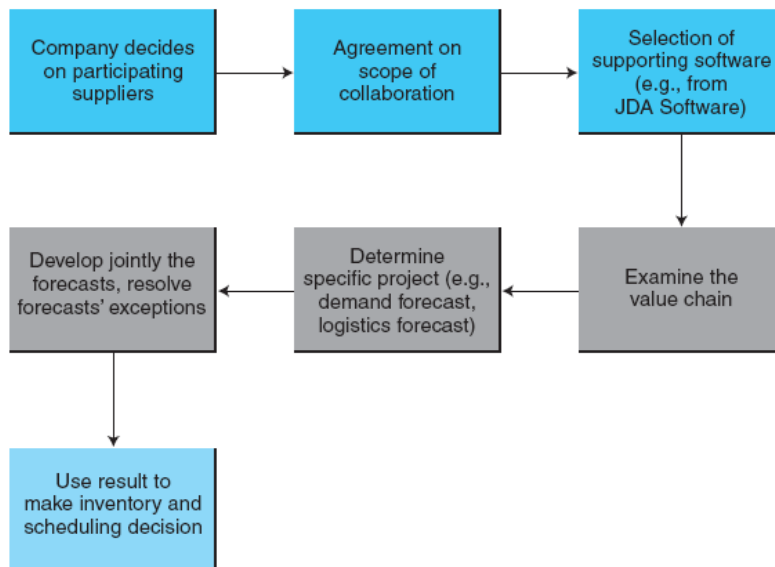 Company decides
on participating
suppliers
Agreement on
scope of
collaboration
Selection of
supporting software
(e.g., from
JDA Software)
Develop jointly the
forecasts, resolve
forecasts' exceptions
Determine
specific project (e.g.,
demand forecast,
logistics forecast)
Examine the
value chain
Use result to
make inventory and
scheduling decision